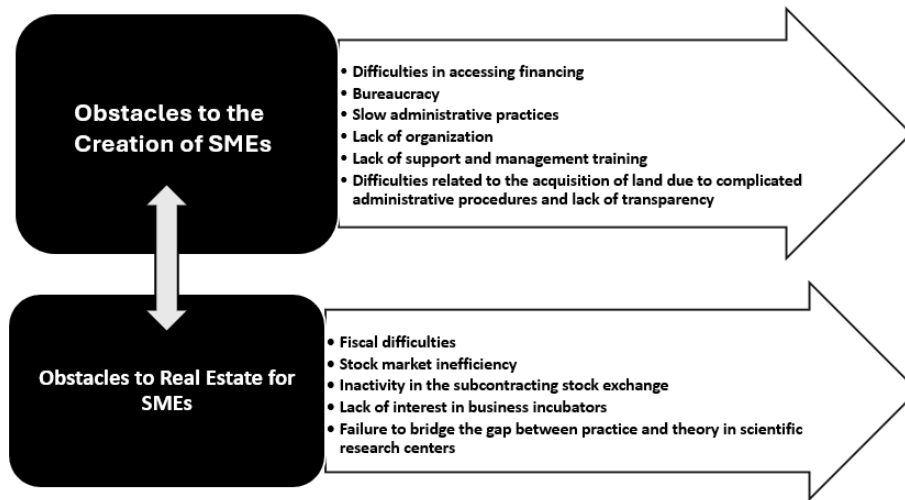 Obstacles to the
Creation of SMEs
• Difficulties in accessing financing
• Bureaucracy
• Slow administrative practices
• Lack of organization
• Lack of support and management training
• Difficulties related to the acquisition of land due to complicated
administrative procedures and lack of transparency
Obstacles to Real Estate for
SMEs
• Fiscal difficulties
• Stock market inefficiency
• Inactivity in the subcontracting stock exchange
• Lack of interest in business incubators
• Failure to bridge the gap between practice and theory in scientific
research centers